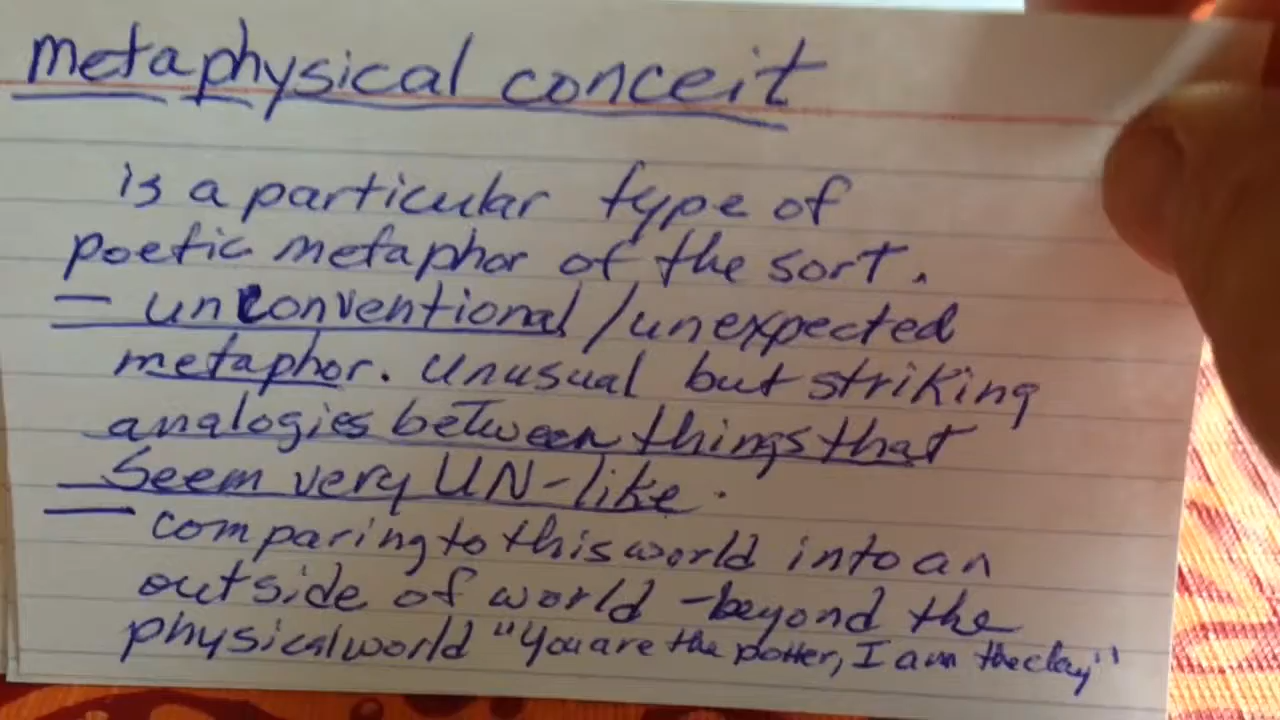 metaphysical conceit
is a particular type of
poetic metaphor of the sort.
— unconventional/unexpected
metaphor. Unusual but striking
analogies between things that
Seem very UN-like.
— comparing to this world into an
outside of world -beyond the
physical world "You are the potter, I am the clay"